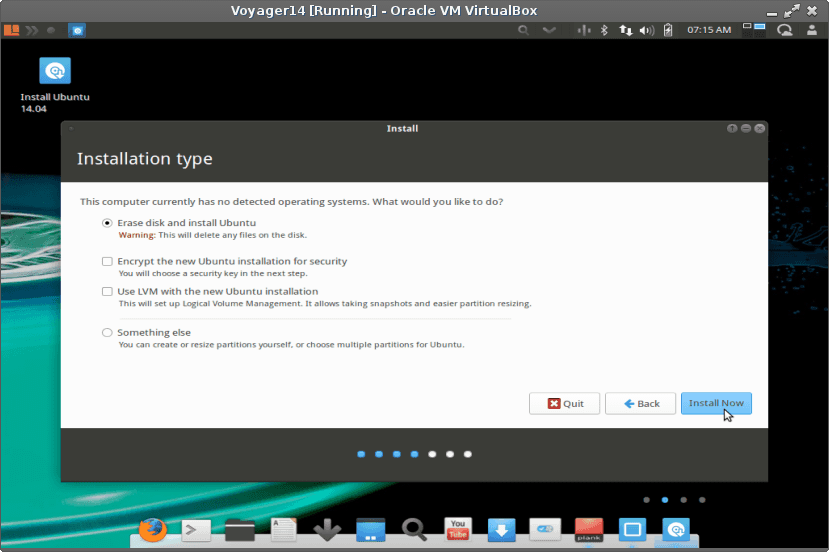 Voyager14 [Running] - Oracle VM VirtualBox
07:15 AM
Install Ubuntu
14.04
Install
Installation type
This computer currently has no detected operating systems. What would you like to do?
Erase disk and install Ubuntu
Warning: This will delete any files on the disk.
Encrypt the new Ubuntu installation for security
You will choose a security key in the next step.
Use LVM with the new Ubuntu installation
This will set up Logical Volume Management. It allows taking snapshots and easier partition resizing.
Something else
You can create or resize partitions yourself, or choose multiple partitions for Ubuntu.
Quit
Back
Install Now
You
Tube
plank